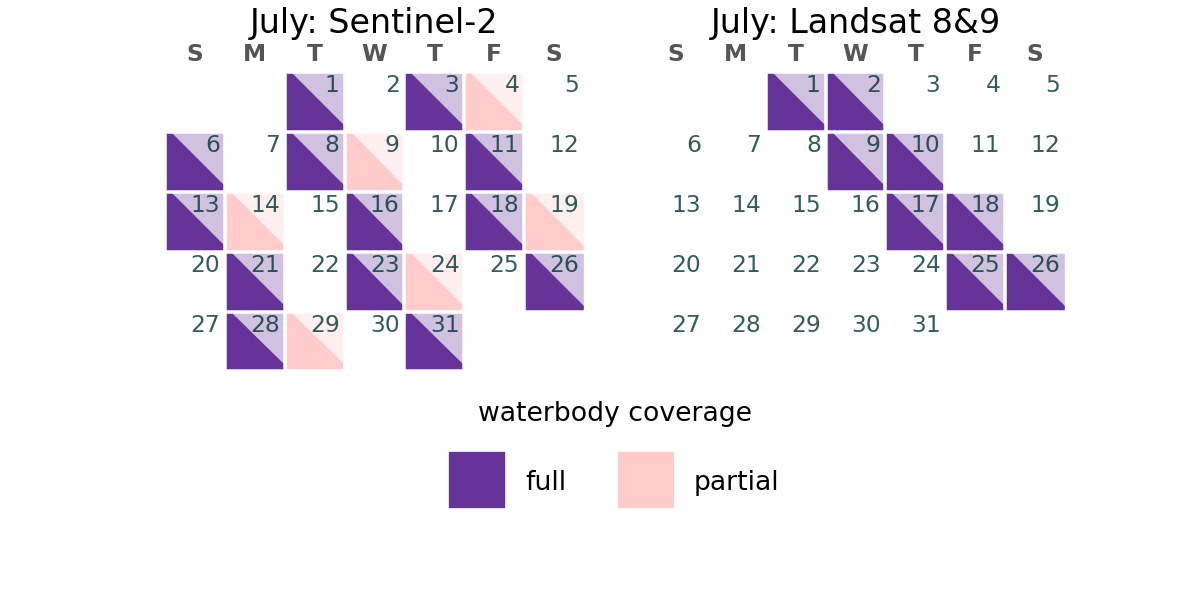 July: Sentinel-2
S M T W T F S
1 2 3 4 5
6 7 8 9 10 11 12
13 14 15 16 17 18 19
20 21 22 23 24 25 26
27 28 29 30 31
July: Landsat 8&9
S M T W T F S
1 2 3 4 5
6 7 8 9 10 11 12
13 14 15 16 17 18 19
20 21 22 23 24 25 26
27 28 29 30 31
waterbody coverage
full partial